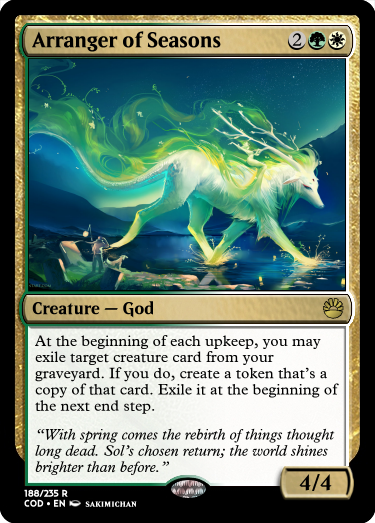 Arranger of Seasons 2
Creature — God
At the beginning of each upkeep, you may
exile target creature card from your
graveyard. If you do, create a token that's a
copy of that card. Exile it at the beginning of
the next end step.
“With spring comes the rebirth of things thought
long dead. Sol's chosen return; the world shines
brighter than before.”
4/4
188/235 R
COD • EN SAKIMICHAN